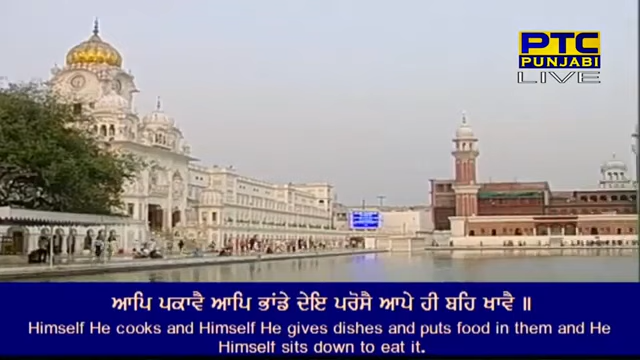 PTC
PUNJABI
LIVE
ਆਪਿ ਪਕਾਵੈ ਆਪਿ ਭਾਂਡੇ ਦੇਇ ਪਰੋਸੈ ਆਪੇ ਹੀ ਬਹਿ ਖਾਵੈ ॥
Himself He cooks and Himself He gives dishes and puts food in them and He
Himself sits down to eat it.